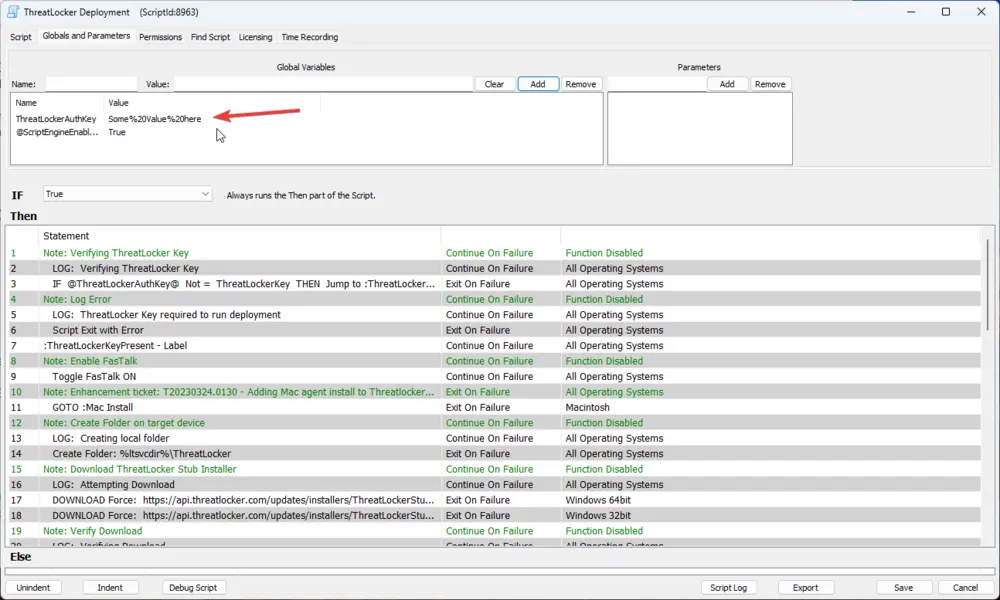 ThreatLocker Deployment (ScriptId:8963)
Script Globals and Parameters Permissions Find Script Licensing Time Recording
Global Variables Parameters
Name: Value: Clear Add Remove Add Remove
Name Value
ThreatLockerAuthKey Some%20Value%20here
@ScriptEngineEnabl... True
IF True Always runs the Then part of the Script.
Then
Statement
1 Note: Verifying ThreatLocker Key Continue On Failure Function Disabled
2 LOG: Verifying ThreatLocker Key Continue On Failure All Operating Systems
3 IF @ThreatLockerAuthKey@ Not = ThreatLockerKey THEN Jump to :ThreatLocker... Exit On Failure All Operating Systems
4 Note: Log Error Continue On Failure Function Disabled
5 LOG: ThreatLocker Key required to run deployment Continue On Failure All Operating Systems
6 Script Exit with Error Exit On Failure All Operating Systems
7 :ThreatLockerKeyPresent - Label Continue On Failure All Operating Systems
8 Note: Enable FasTalk Continue On Failure Function Disabled
9 Toggle FasTalk ON Continue On Failure All Operating Systems
10 Note: Enhancement ticket: T20230324.0130 - Adding Mac agent install to Threatlocker... Exit On Failure All Operating Systems
11 GOTO :Mac Install Exit On Failure Macintosh
12 Note: Create Folder on target device Continue On Failure Function Disabled
13 LOG: Creating local folder Continue On Failure All Operating Systems
14 Create Folder: %ltsvcdir%\ThreatLocker Exit On Failure All Operating Systems
15 Note: Download ThreatLocker Stub Installer Continue On Failure Function Disabled
16 LOG: Attempting Download Continue On Failure All Operating Systems
17 DOWNLOAD Force: https://api.threatlocker.com/updates/installers/ThreatLockerStu... Exit On Failure Windows 64bit
18 DOWNLOAD Force: https://api.threatlocker.com/updates/installers/ThreatLockerStu... Exit On Failure Windows 32bit
19 Note: Verify Download Continue On Failure Function Disabled
20 LOG: Verifying Download Continue On Failure All Operating Systems
Else
Unindent Indent Debug Script Script Log Export Save Cancel